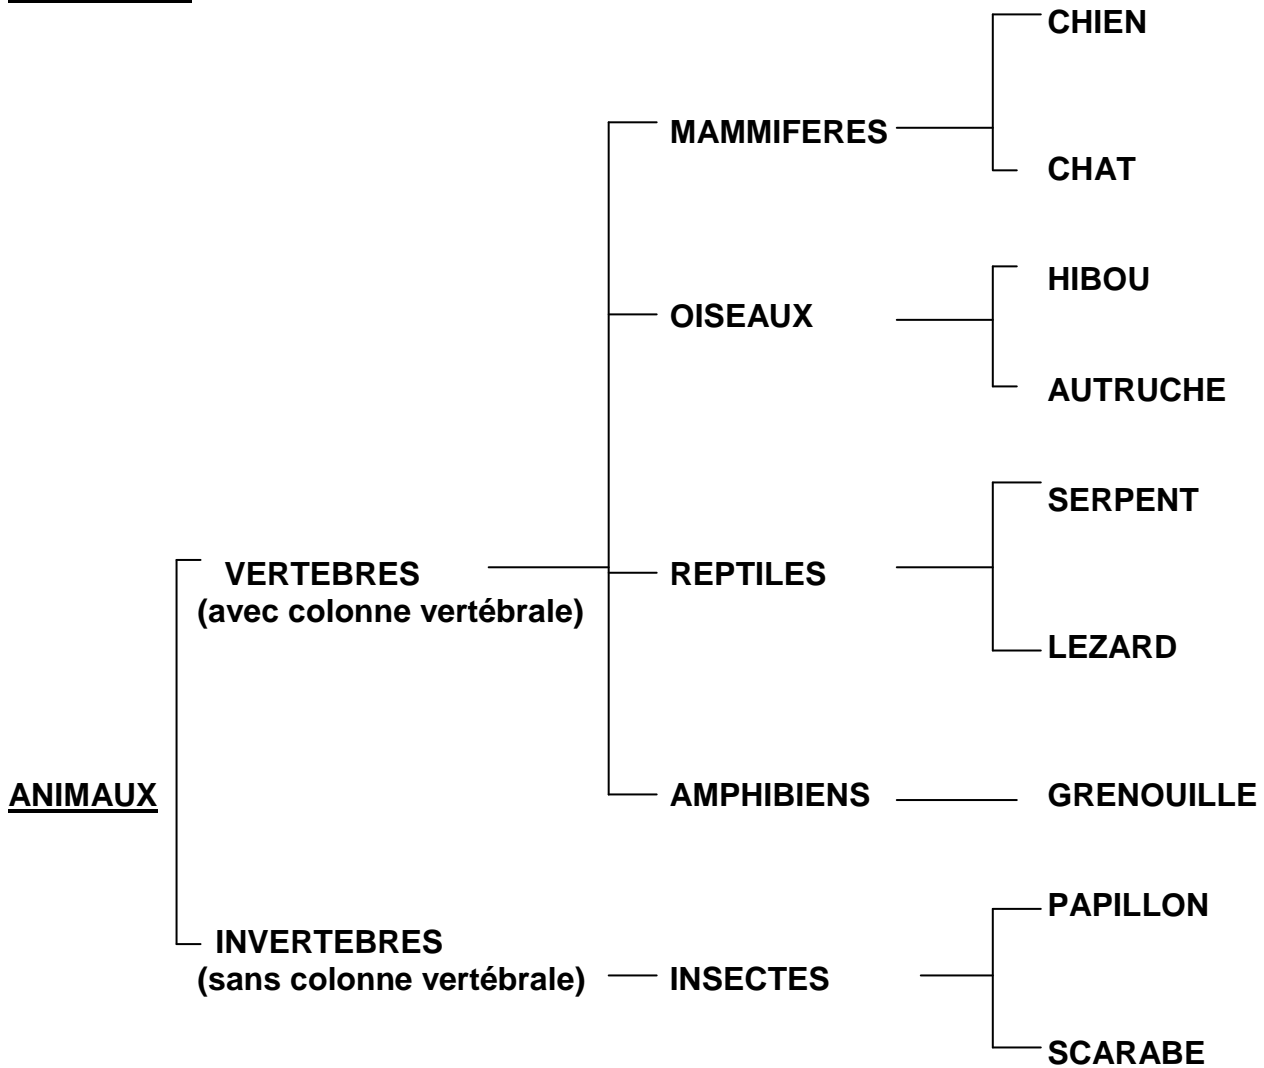 CHIEN
MAMMIFERES
CHAT
HIBOU
OISEAUX
AUTRUCHE
SERPENT
VERTEBRES
(avec colonne vertébrale)
REPTILES
LEZARD
ANIMAUX
AMPHIBIENS
GRENOUILLE
PAPILLON
INVERTEBRES
(sans colonne vertébrale)
INSECTES
SCARABE